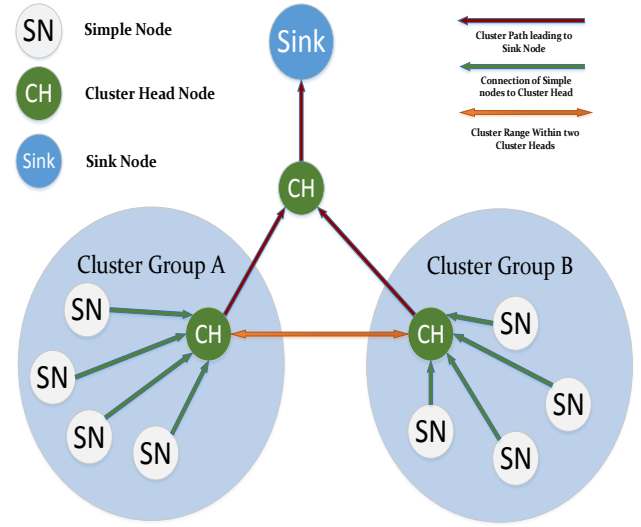 SN Simple Node
CH Cluster Head Node
Sink Sink Node
Sink
Cluster Path leading to
Sink Node
Connection of Simple
nodes to Cluster Head
Cluster Range Within two
Cluster Heads
CH
Cluster Group A
SN
SN
SN
SN
CH
Cluster Group B
CH
SN
SN
SN
SN